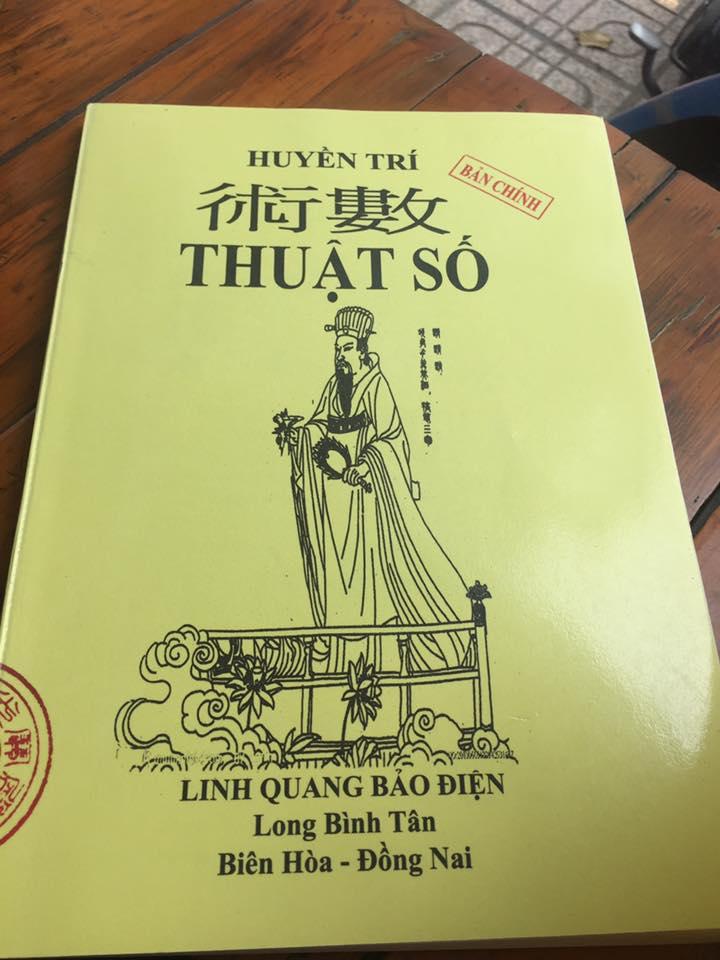 HUYỀN TRÍ
BẢN CHÍNH
術數
THUẬT SỐ
LINH QUANG BẢO ĐIỆN
Long Bình Tân
Biên Hòa - Đồng Nai